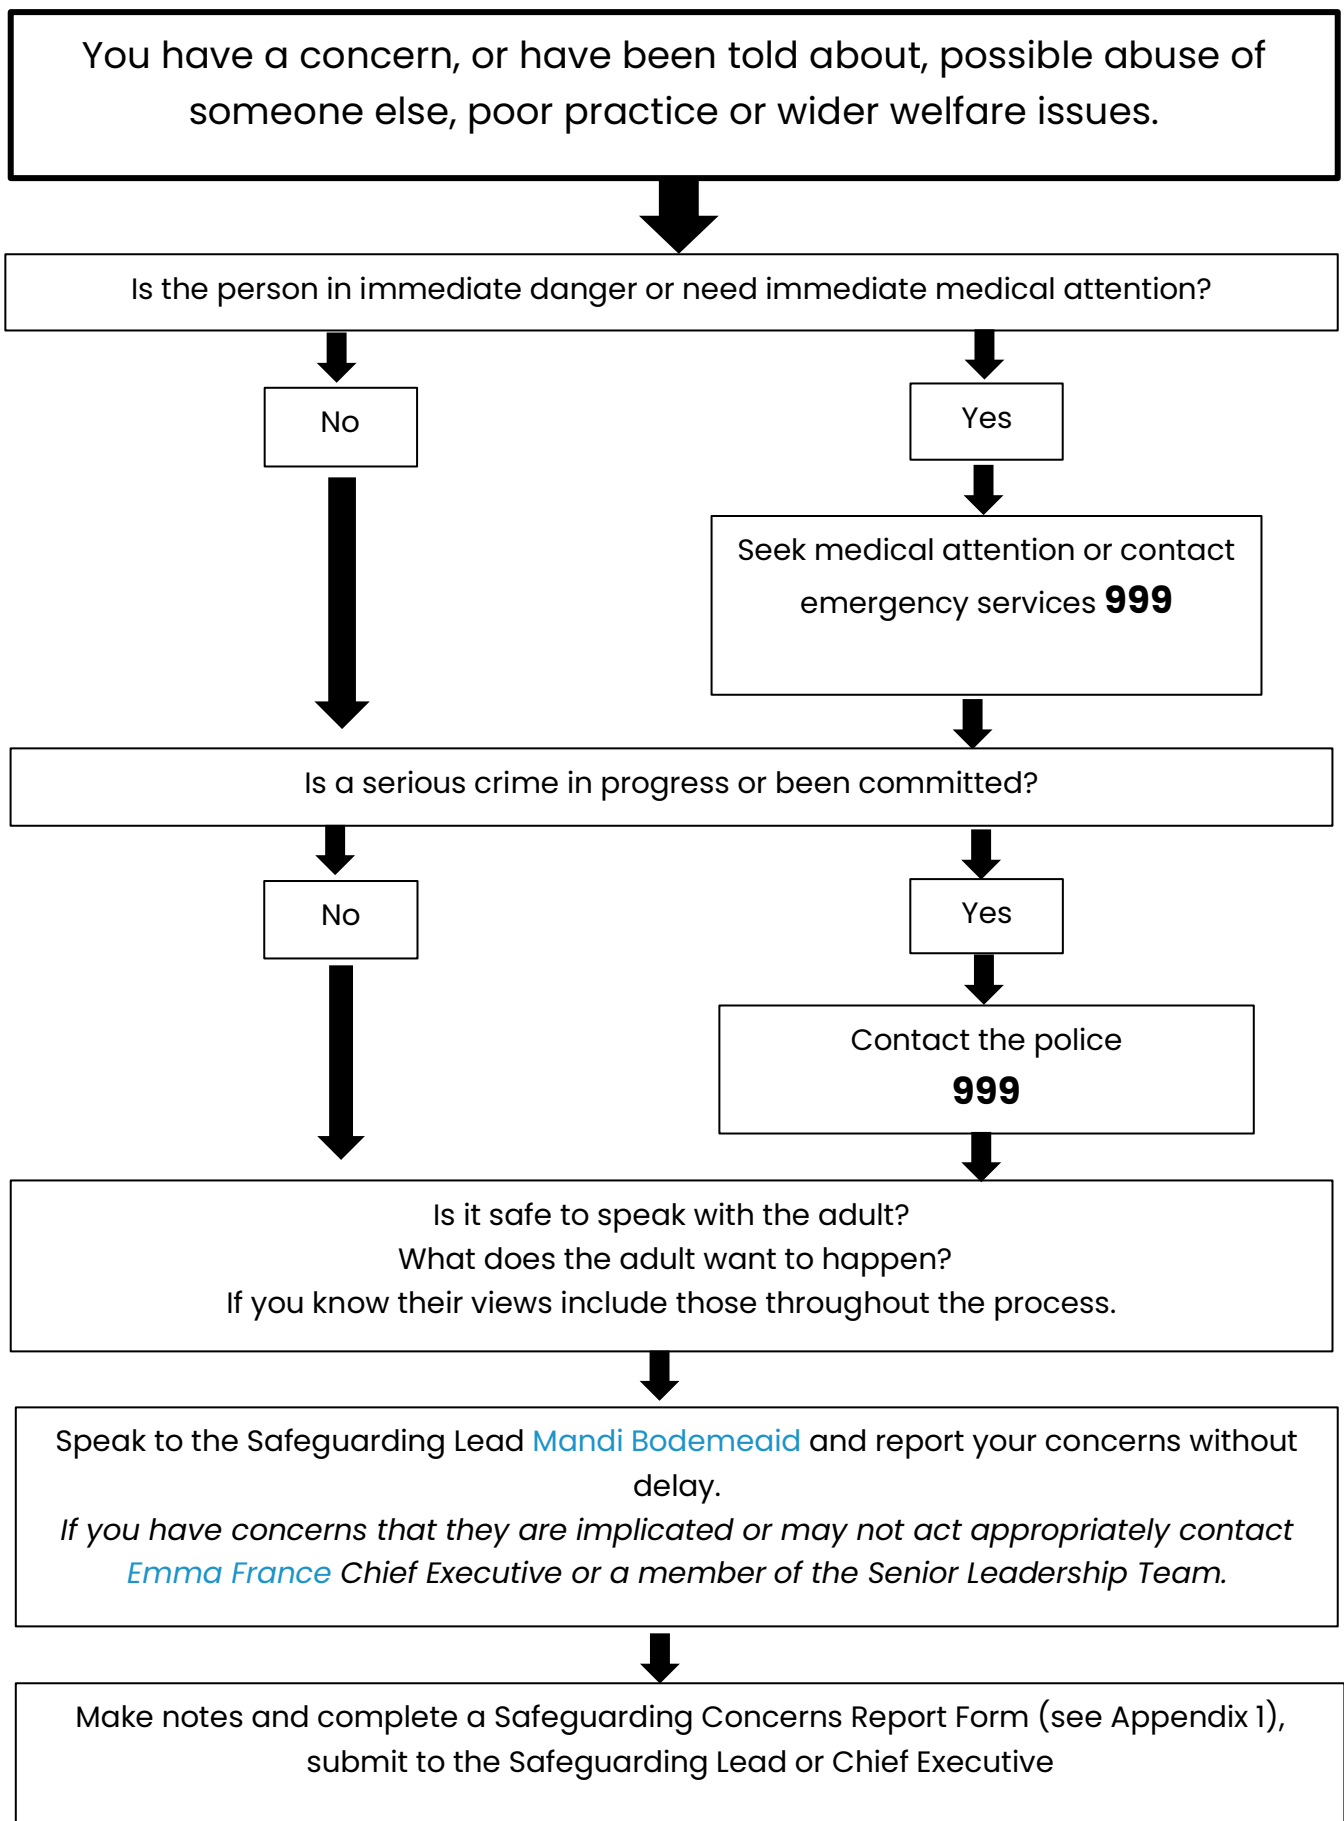 You have a concern, or have been told about, possible abuse of
someone else, poor practice or wider welfare issues.
Is the person in immediate danger or need immediate medical attention?
No
Yes
Seek medical attention or contact
emergency services 999
Is a serious crime in progress or been committed?
No
Yes
Contact the police
999
Is it safe to speak with the adult?
What does the adult want to happen?
If you know their views include those throughout the process.
Speak to the Safeguarding Lead Mandi Bodemeaid and report your concerns without
delay.
If you have concerns that they are implicated or may not act appropriately contact
Emma France Chief Executive or a member of the Senior Leadership Team.
Make notes and complete a Safeguarding Concerns Report Form (see Appendix 1),
submit to the Safeguarding Lead or Chief Executive